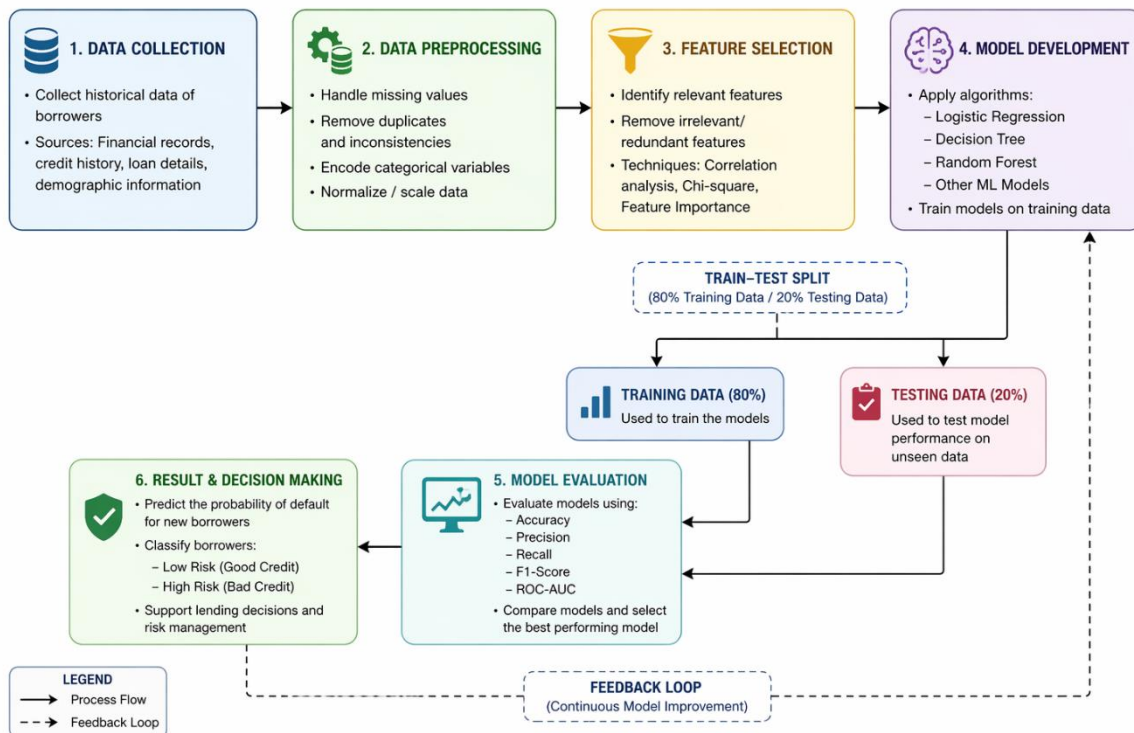 1. DATA COLLECTION
• Collect historical data of
borrowers
• Sources: Financial records,
credit history, loan details,
demographic information
2. DATA PREPROCESSING
• Handle missing values
• Remove duplicates
and inconsistencies
• Encode categorical variables
• Normalize / scale data
3. FEATURE SELECTION
• Identify relevant features
• Remove irrelevant/
redundant features
• Techniques: Correlation
analysis, Chi-square,
Feature Importance
4. MODEL DEVELOPMENT
• Apply algorithms:
– Logistic Regression
– Decision Tree
– Random Forest
– Other ML Models
• Train models on training data
TRAIN–TEST SPLIT
(80% Training Data / 20% Testing Data)
TRAINING DATA (80%)
Used to train the models
TESTING DATA (20%)
Used to test model
performance on
unseen data
5. MODEL EVALUATION
• Evaluate models using:
– Accuracy
– Precision
– Recall
– F1-Score
– ROC-AUC
• Compare models and select
the best performing model
6. RESULT & DECISION MAKING
• Predict the probability of default
for new borrowers
• Classify borrowers:
– Low Risk (Good Credit)
– High Risk (Bad Credit)
• Support lending decisions and
risk management
FEEDBACK LOOP
(Continuous Model Improvement)
LEGEND
Process Flow
Feedback Loop